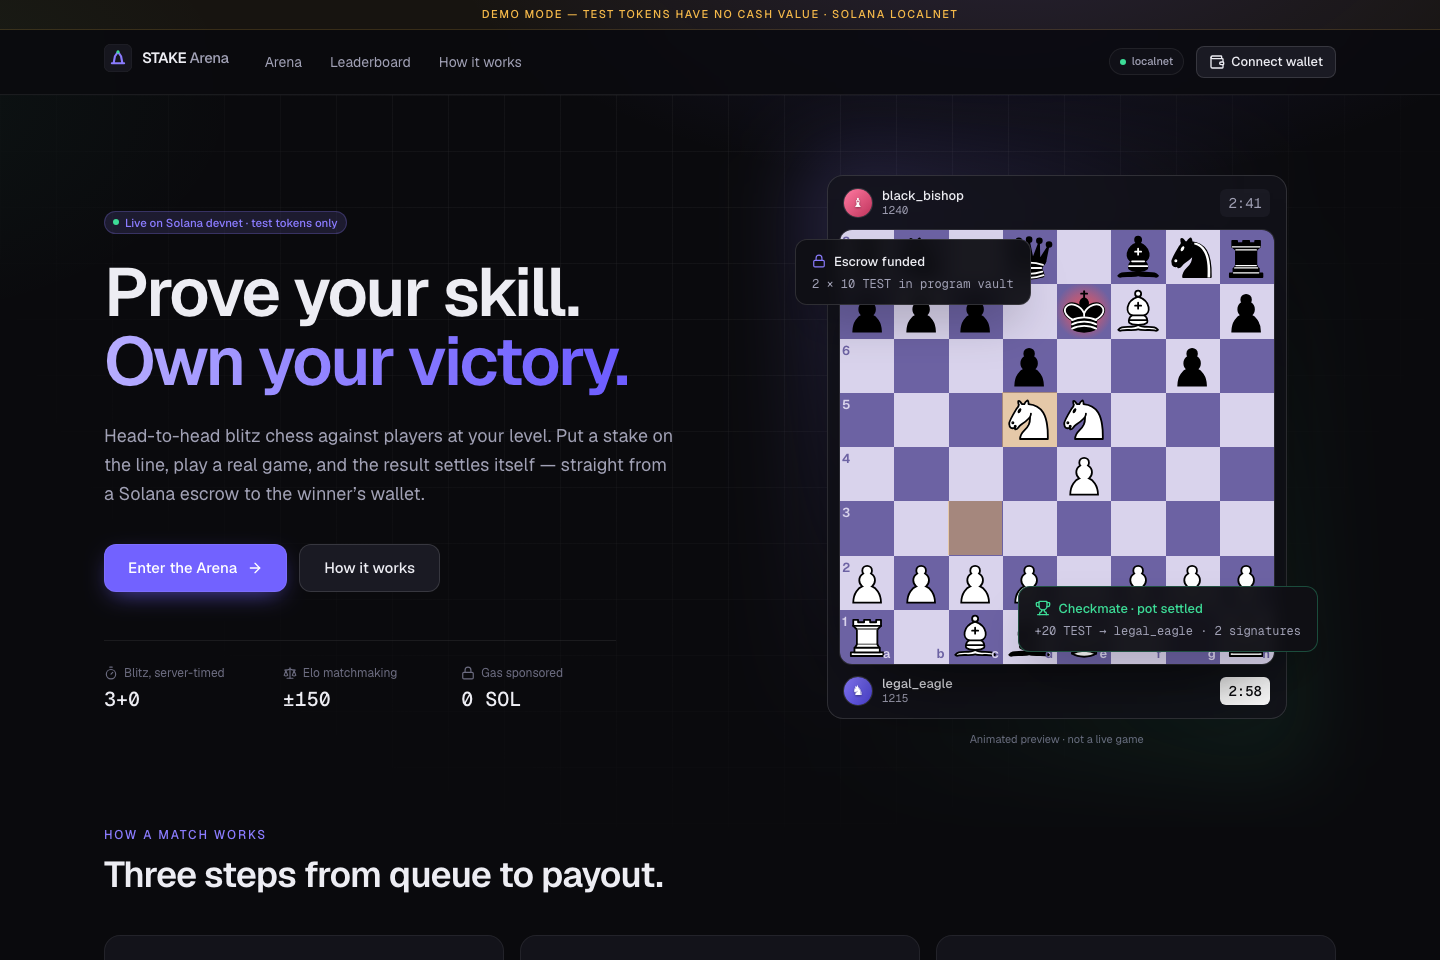 DEMO MODE — TEST TOKENS HAVE NO CASH VALUE · SOLANA LOCALNET
STAKE Arena
Arena
Leaderboard
How it works
localnet
Connect wallet
Live on Solana devnet · test tokens only
Prove your skill.
Own your victory.
Head-to-head blitz chess against players at your level. Put a stake on
the line, play a real game, and the result settles itself — straight from
a Solana escrow to the winner’s wallet.
Enter the Arena
How it works
Blitz, server-timed
3+0
Elo matchmaking
±150
Gas sponsored
0 SOL
black_bishop
1240
2:41
Escrow funded
2 × 10 TEST in program vault
6
5
4
3
2
1
Checkmate · pot settled
+20 TEST → legal_eagle · 2 signatures
a
b
c
d
e
f
g
h
legal_eagle
1215
2:58
Animated preview · not a live game
HOW A MATCH WORKS
Three steps from queue to payout.